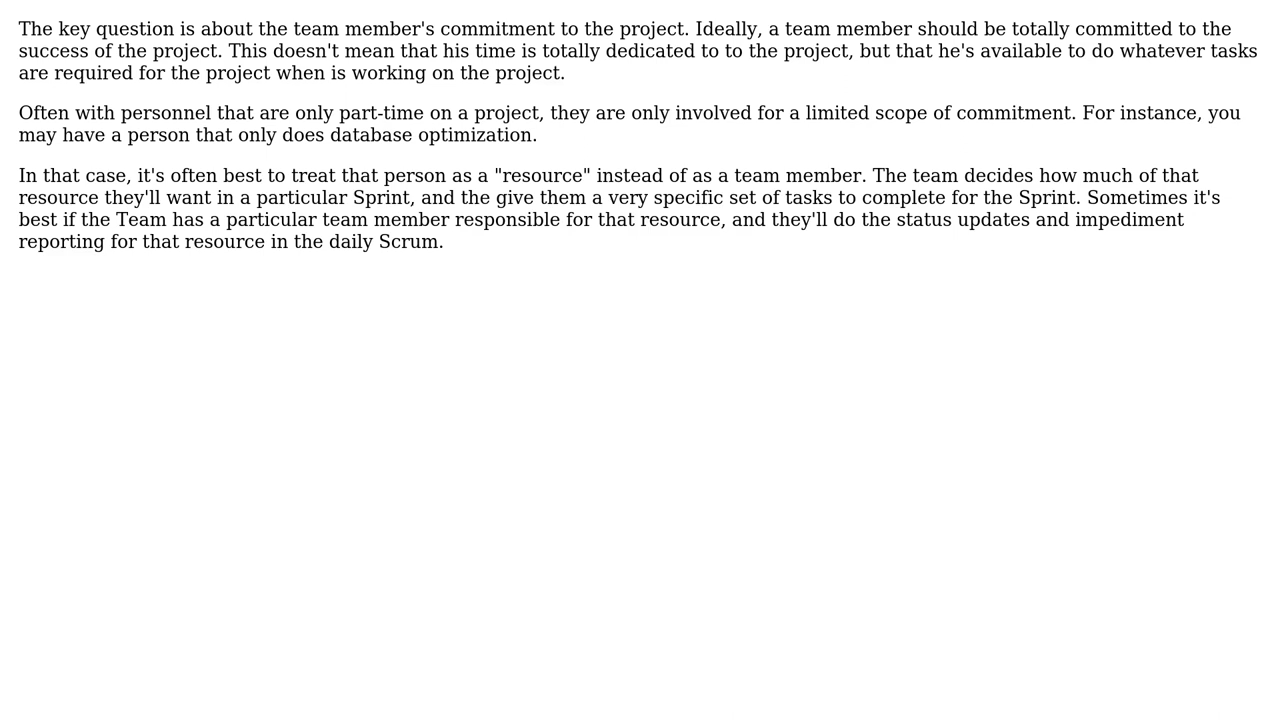 The key question is about the team member's commitment to the project. Ideally, a team member should be totally committed to the
success of the project. This doesn't mean that his time is totally dedicated to to the project, but that he's available to do whatever tasks
are required for the project when is working on the project.
Often with personnel that are only part-time on a project, they are only involved for a limited scope of commitment. For instance, you
may have a person that only does database optimization.
In that case, it's often best to treat that person as a "resource" instead of as a team member. The team decides how much of that
resource they'll want in a particular Sprint, and the give them a very specific set of tasks to complete for the Sprint. Sometimes it's
best if the Team has a particular team member responsible for that resource, and they'll do the status updates and impediment
reporting for that resource in the daily Scrum.